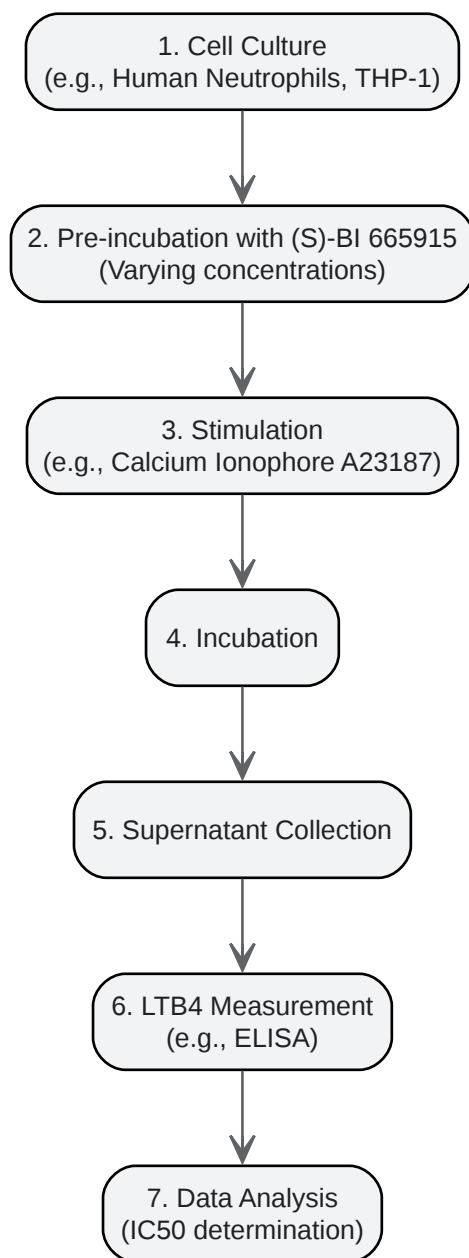 1. Cell Culture
(e.g., Human Neutrophils, THP-1)
2. Pre-incubation with (S)-BI 665915
(Varying concentrations)
3. Stimulation
(e.g., Calcium Ionophore A23187)
4. Incubation
5. Supernatant Collection
6. LTB4 Measurement
(e.g., ELISA)
7. Data Analysis
(IC50 determination)